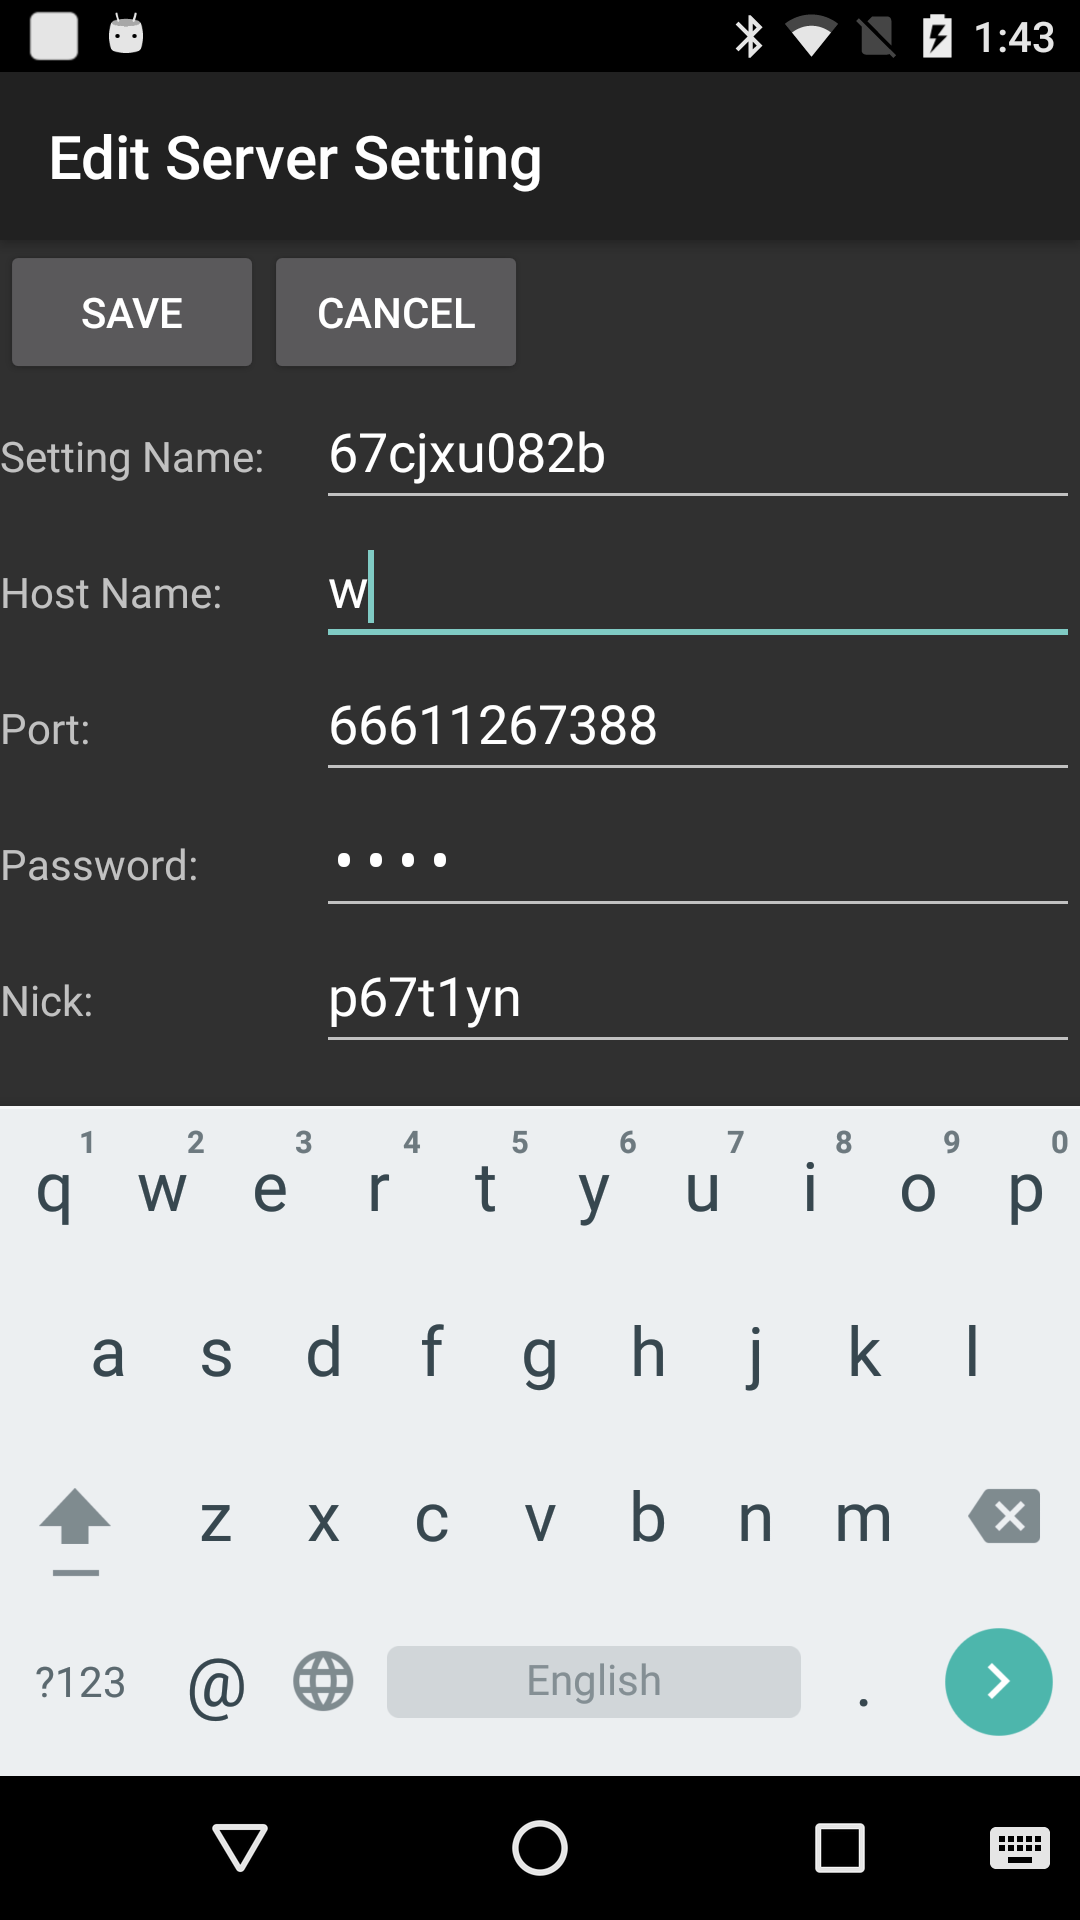 1:43
Edit Server Setting
SAVE CANCEL
Setting Name: 67cjxu082b
Host Name: w
Port: 66611267388
Password: ••••
Nick: p67t1yn
1 2 3 4 5 6 7 8 9 0
q w e r t y u i o p
a s d f g h j k l
z x c v b n m
?123 @ English .